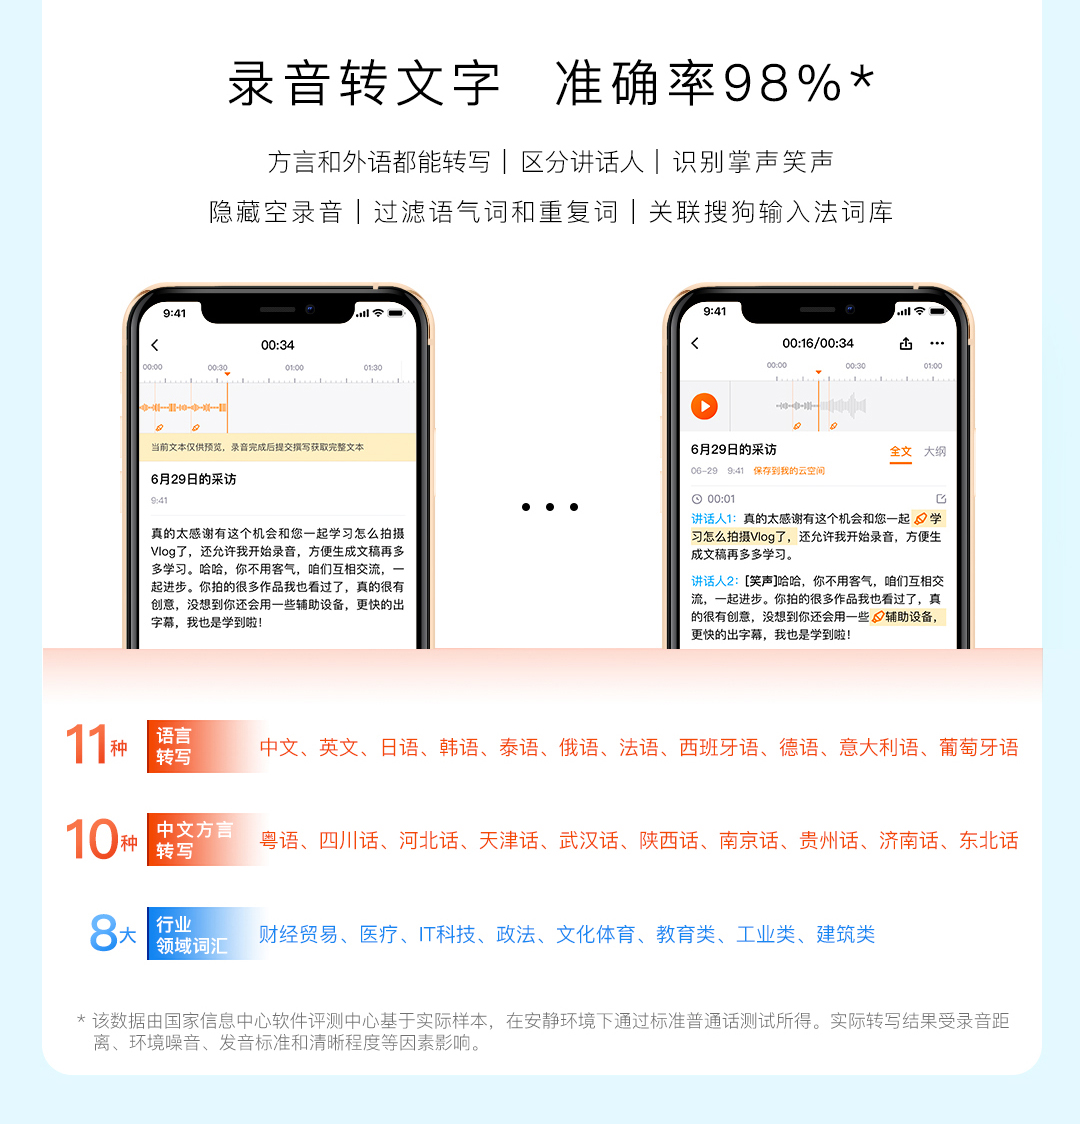 录音转文字 准确率98%*
方言和外语都能转写 | 区分讲话人 | 识别掌声笑声
隐藏空录音 | 过滤语气词和重复词 | 关联搜狗输入法词库
9:41
00:34
00:00 00:30 01:00 01:30
当前文本仅供预览，录音完成后提交撰写获取完整文本
6月29日的采访
9:41
真的太感谢有这个机会和您一起学习怎么拍摄
Vlog了，还允许我开始录音，方便生成文稿再多
多学习。哈哈，你不用客气，咱们互相交流，一
起进步。你拍的很多作品我也看过了，真的很有
创意，没想到你还会用一些辅助设备，更快的出
字幕，我也是学到啦！
9:41
00:16/00:34
00:00 00:30 01:00
6月29日的采访
全文 大纲
06-29 9:41 保存到我的云空间
00:01
讲话人1：真的太感谢有这个机会和您一起学
习怎么拍摄Vlog了，还允许我开始录音，方便生
成文稿再多多学习。
讲话人2：[笑声]哈哈，你不用客气，咱们互相交
流，一起进步。你拍的很多作品我也看过了，真
的很有创意，没想到你还会用一些辅助设备，
更快的出字幕，我也是学到啦！
11种 语言
转写
中文、英文、日语、韩语、泰语、俄语、法语、西班牙语、德语、意大利语、葡萄牙语
10种 中文方言
转写
粤语、四川话、河北话、天津话、武汉话、陕西话、南京话、贵州话、济南话、东北话
8大 行业
领域词汇
财经贸易、医疗、IT科技、政法、文化体育、教育类、工业类、建筑类
* 该数据由国家信息中心软件评测中心基于实际样本，在安静环境下通过标准普通话测试所得。实际转写结果受录音距
离、环境噪音、发音标准和清晰程度等因素影响。